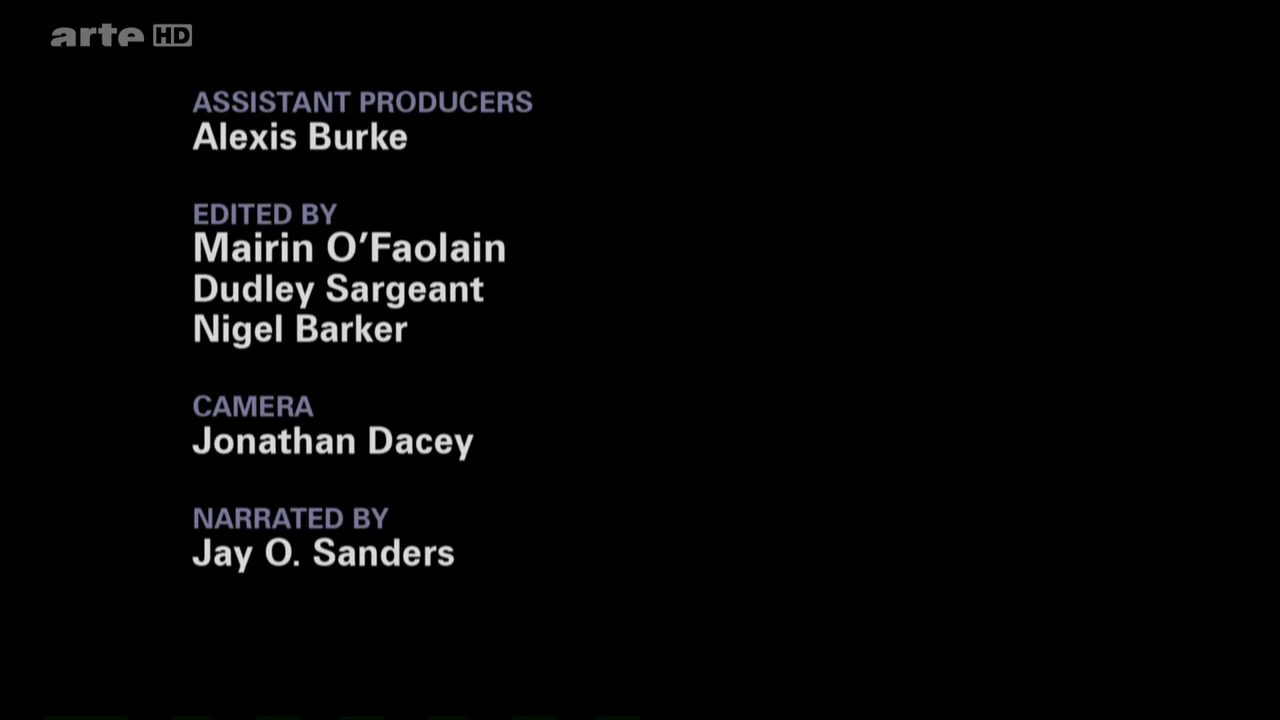 arte HD
ASSISTANT PRODUCERS
Alexis Burke
EDITED BY
Mairin O’Faolain
Dudley Sargeant
Nigel Barker
CAMERA
Jonathan Dacey
NARRATED BY
Jay O. Sanders